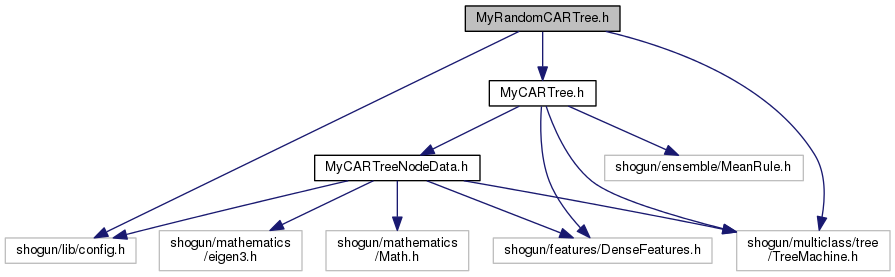 MyRandomCARTree.h
MyCARTree.h
MyCARTreeNodeData.h
shogun/ensemble/MeanRule.h
shogun/lib/config.h
shogun/mathematics
/eigen3.h
shogun/mathematics
/Math.h
shogun/features/DenseFeatures.h
shogun/multiclass/tree
/TreeMachine.h